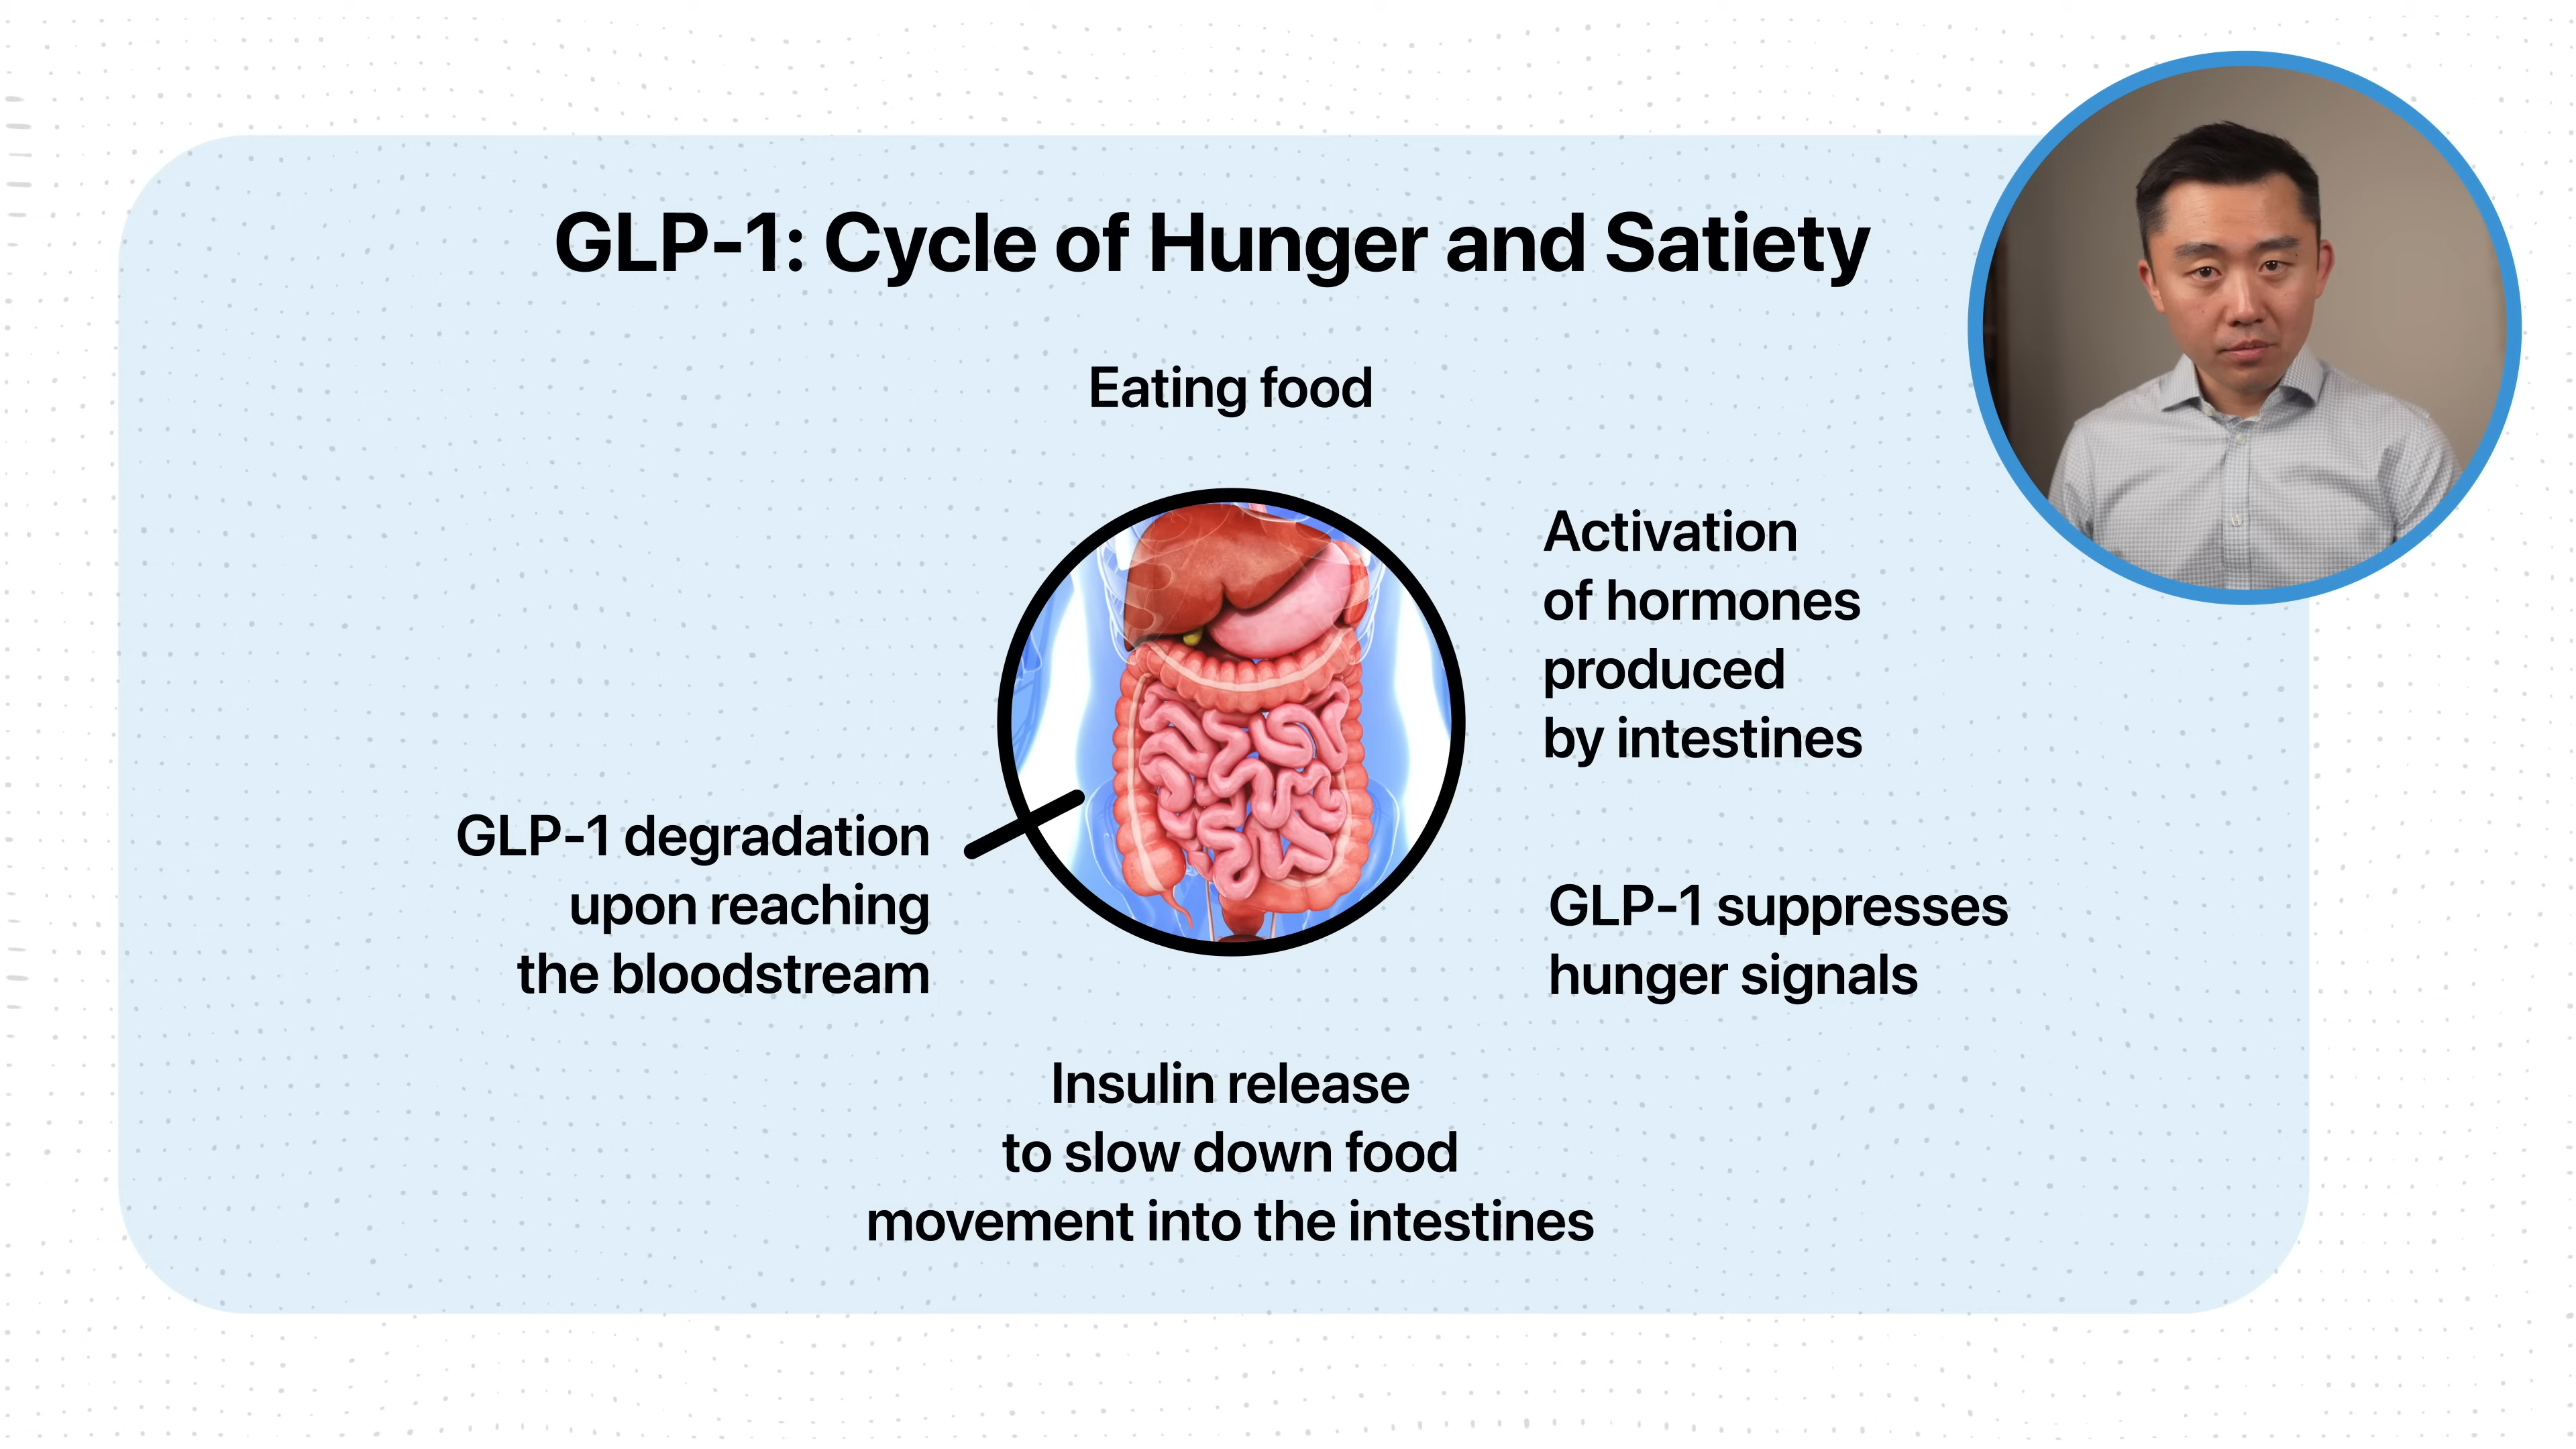 GLP-1: Cycle of Hunger and Satiety
Eating food
Activation
of hormones
produced
by intestines
GLP-1 suppresses
hunger signals
Insulin release
to slow down food
movement into the intestines
GLP-1 degradation
upon reaching
the bloodstream